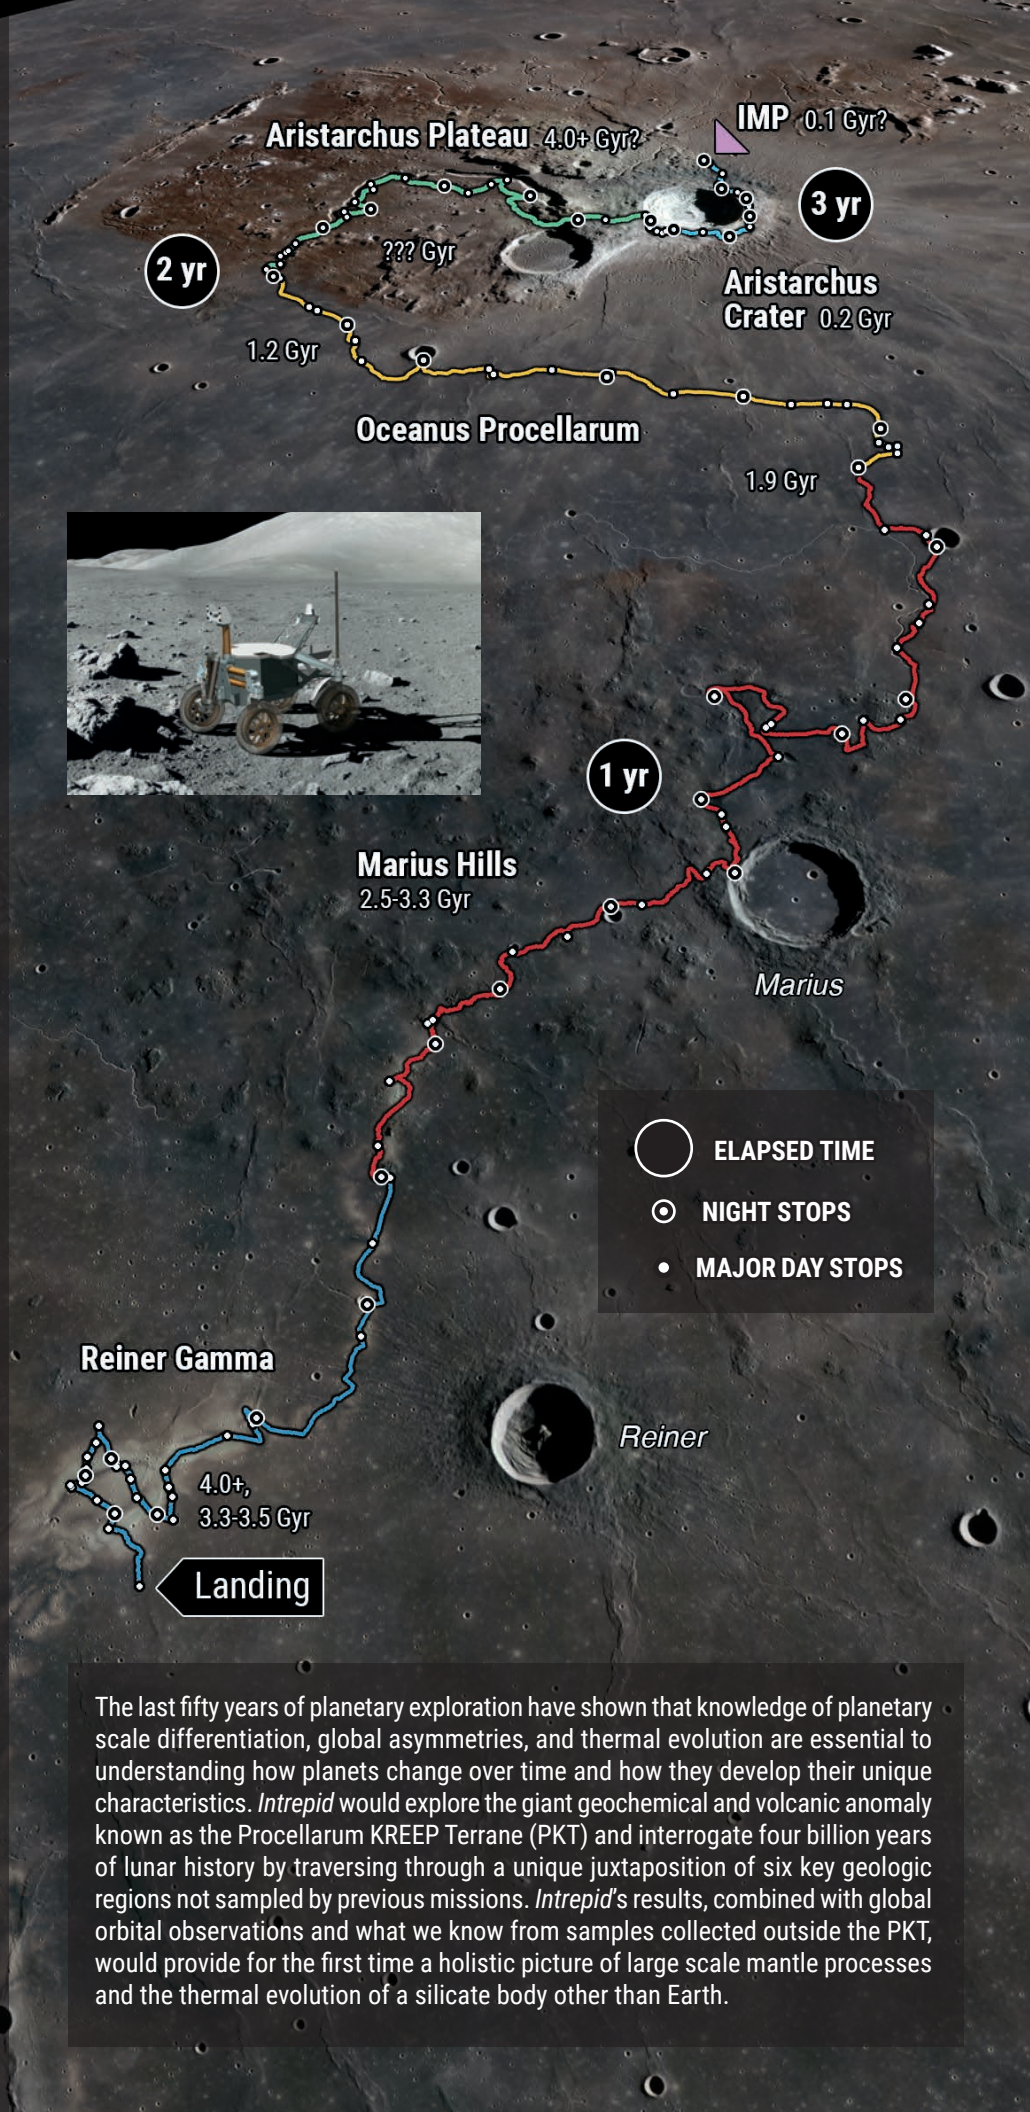 IMP 0.1 Gyr?
Aristarchus Plateau 4.0+ Gyr?
3 yr
2 yr
??? Gyr
Aristarchus
Crater 0.2 Gyr
1.2 Gyr
Oceanus Procellarum
1.9 Gyr
1 yr
Marius Hills
2.5-3.3 Gyr
Marius
ELAPSED TIME
NIGHT STOPS
MAJOR DAY STOPS
Reiner Gamma
Reiner
4.0+,
3.3-3.5 Gyr
Landing
The last fifty years of planetary exploration have shown that knowledge of planetary
scale differentiation, global asymmetries, and thermal evolution are essential to
understanding how planets change over time and how they develop their unique
characteristics. Intrepid would explore the giant geochemical and volcanic anomaly
known as the Procellarum KREEP Terrane (PKT) and interrogate four billion years
of lunar history by traversing through a unique juxtaposition of six key geologic
regions not sampled by previous missions. Intrepid's results, combined with global
orbital observations and what we know from samples collected outside the PKT,
would provide for the first time a holistic picture of large scale mantle processes
and the thermal evolution of a silicate body other than Earth.